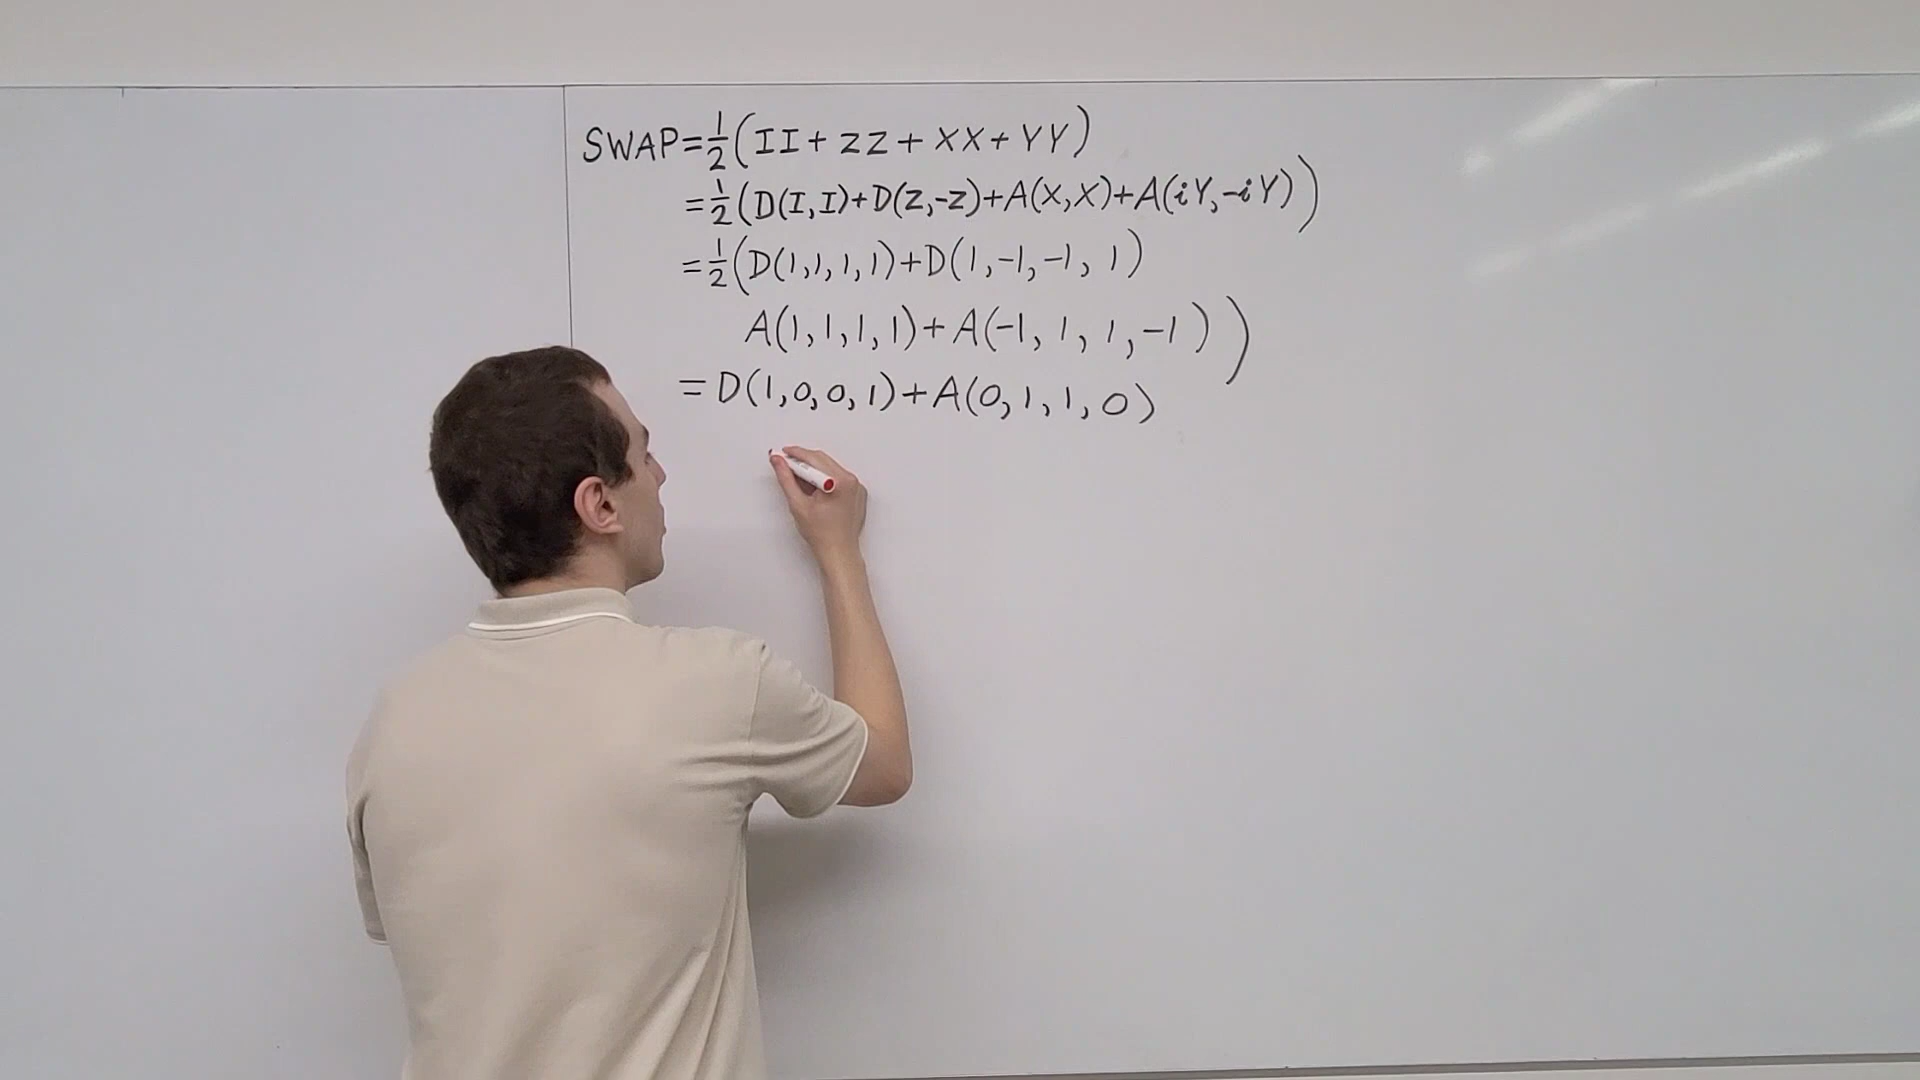 SWAP=½(II+ZZ+XX+YY)
=½(D(I,I)+D(Z,-Z)+A(X,X)+A(iY,-iY))
=½(D(1,1,1,1)+D(1,-1,-1,1)
A(1,1,1,1)+A(-1,1,1,-1))
=D(1,0,0,1)+A(0,1,1,0)